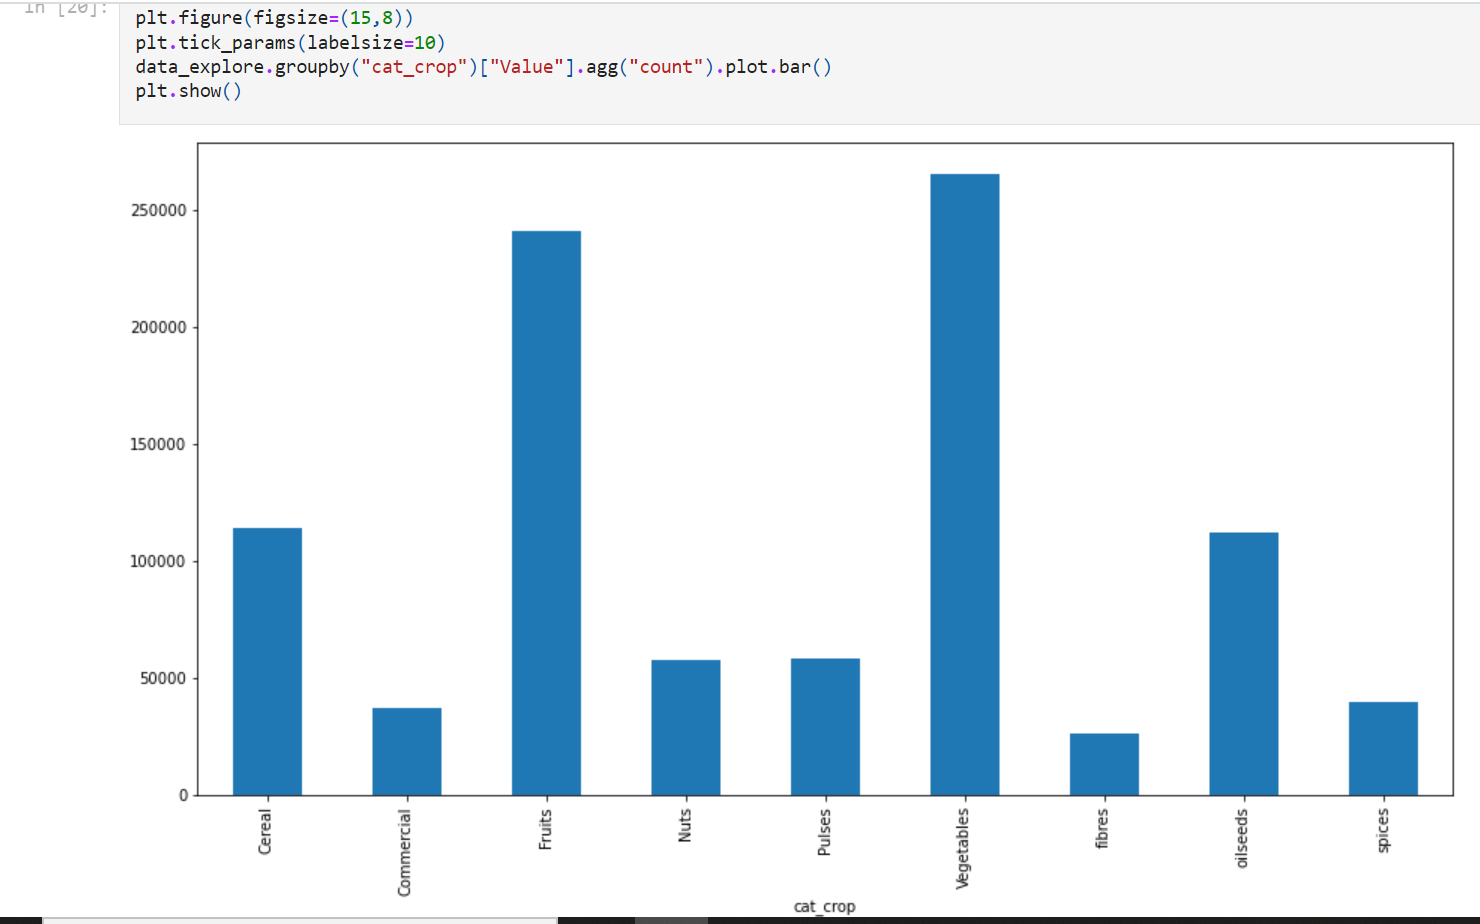 In [20]:
plt.figure(figsize=(15,8))
plt.tick_params(labelsize=10)
data_explore.groupby("cat_crop")["Value"].agg("count").plot.bar()
plt.show()
250000
200000
150000
100000
50000
0
Cereal
Commercial
Fruits
Nuts
Pulses
Vegetables
fibres
oilseeds
spices
cat_crop